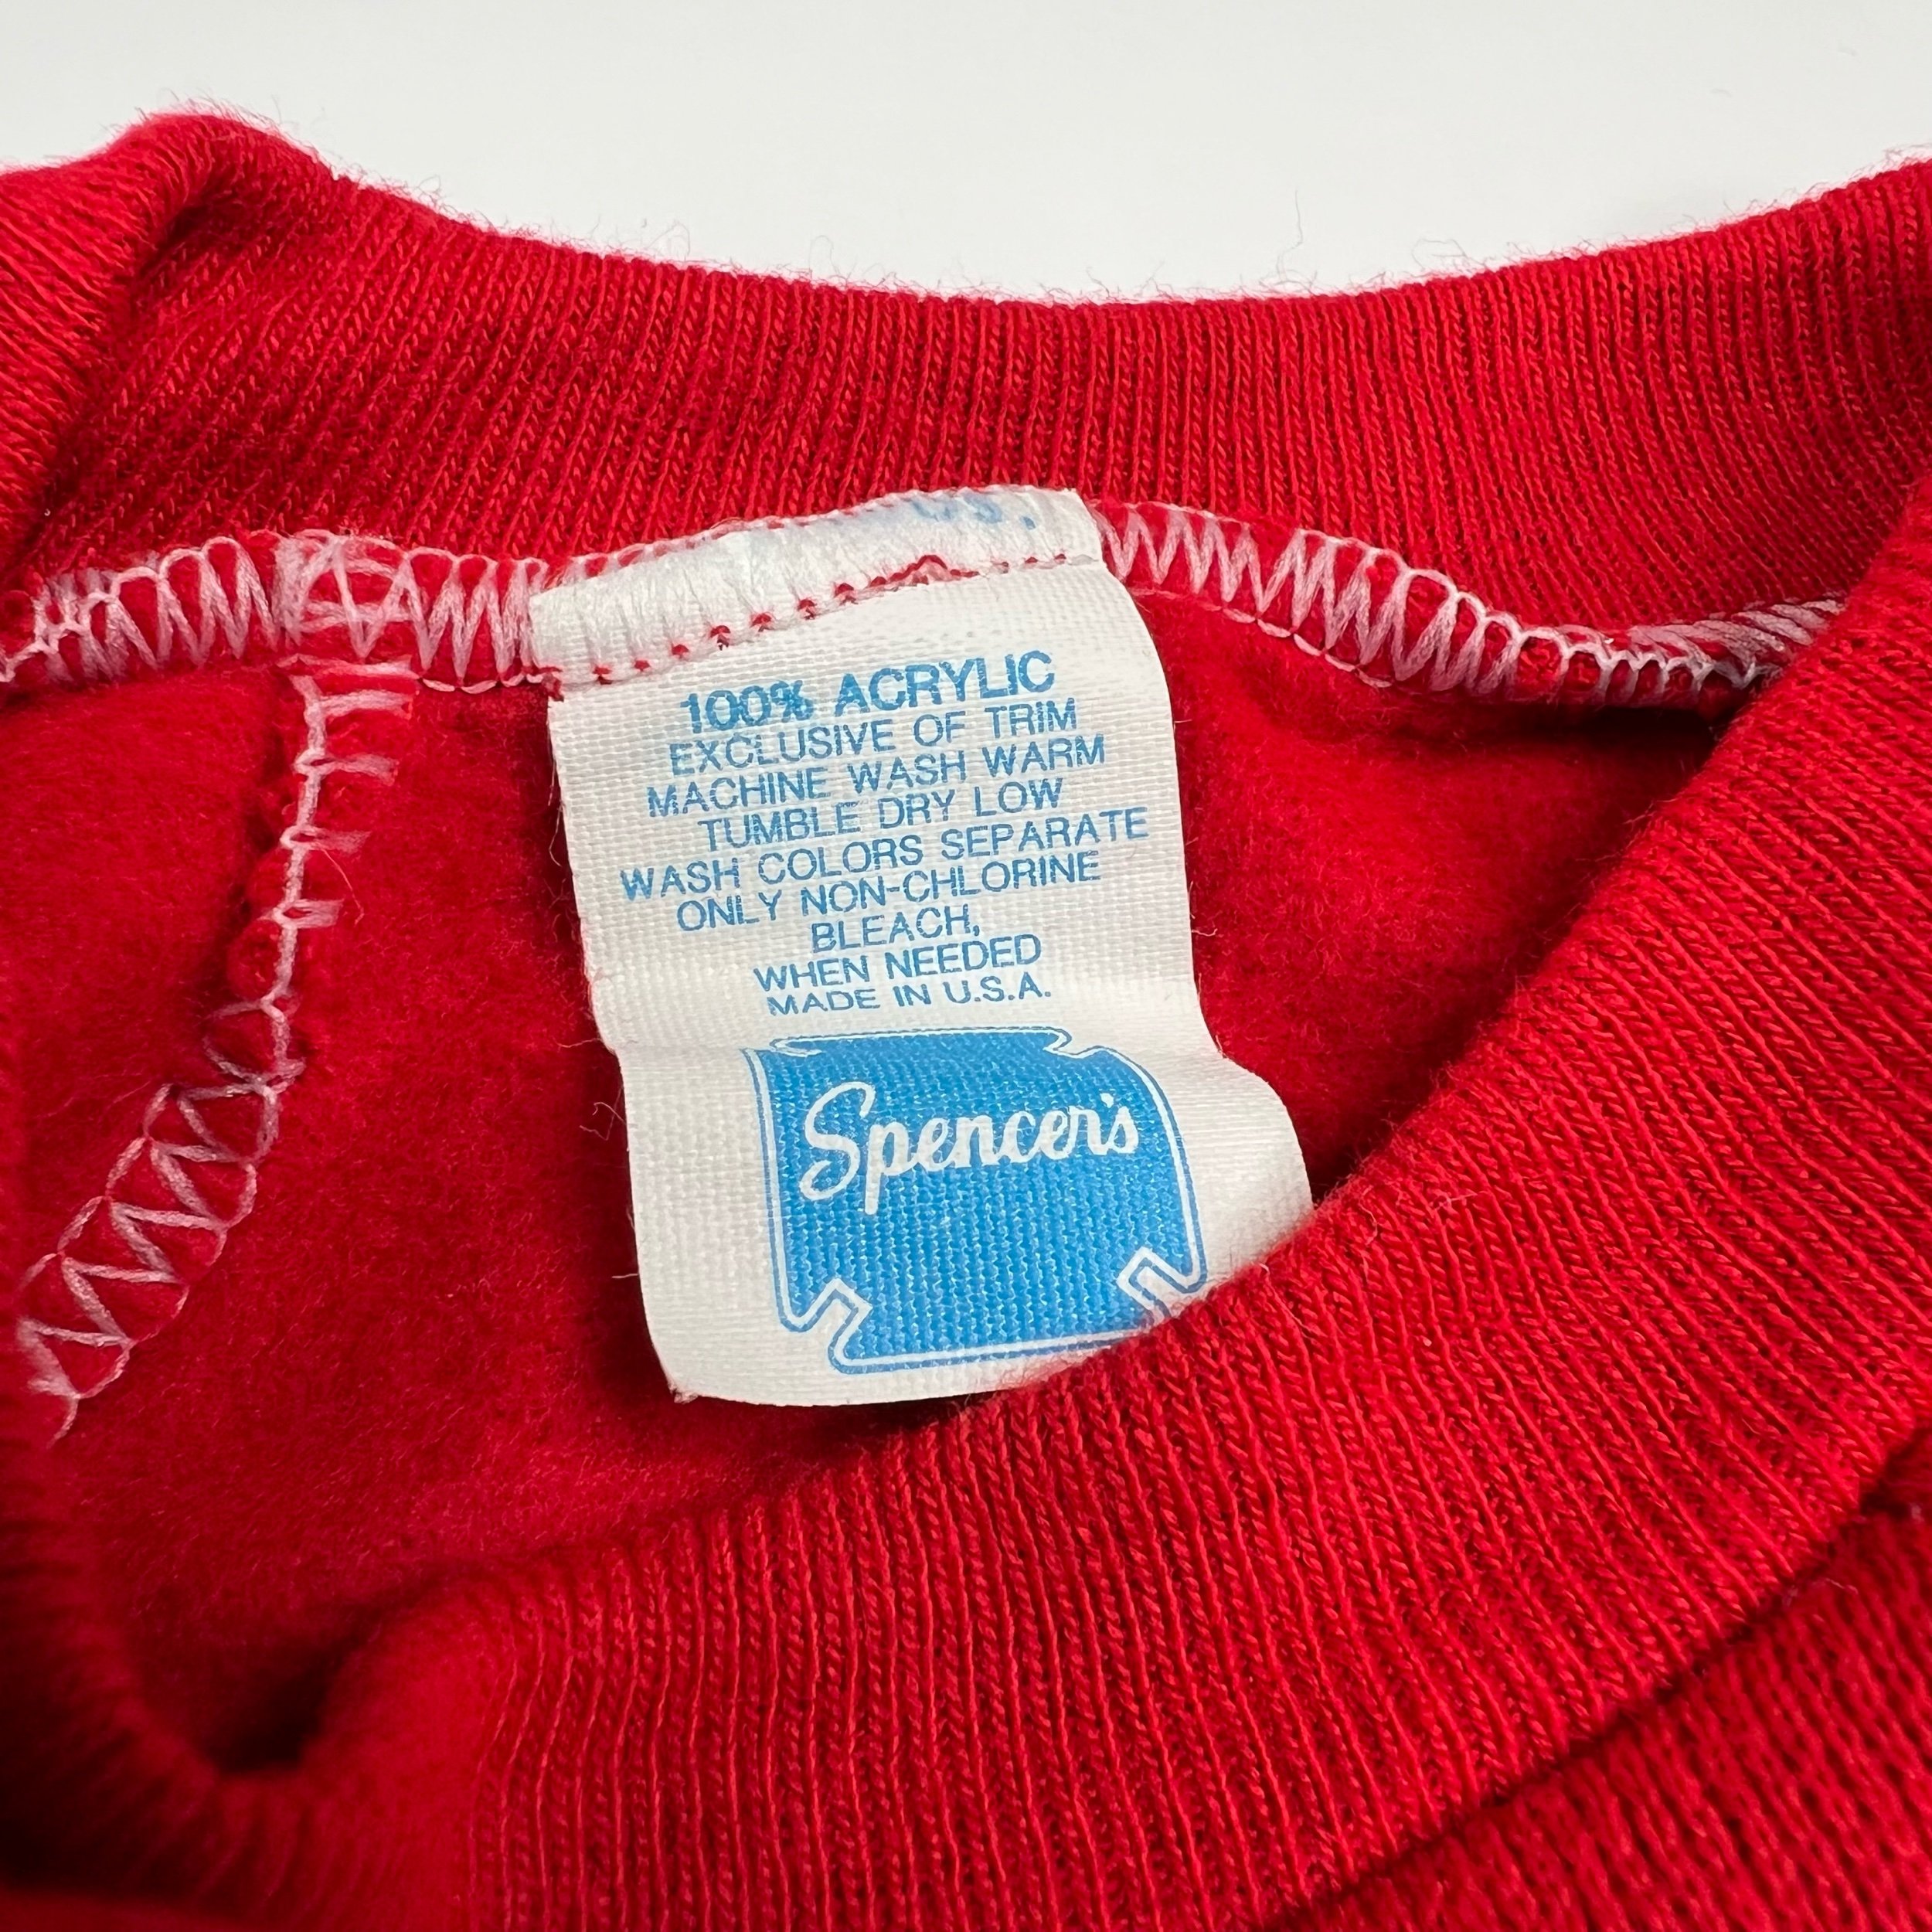 100% ACRYLIC
EXCLUSIVE OF TRIM
MACHINE WASH WARM
TUMBLE DRY LOW
WASH COLORS SEPARATE
ONLY NON-CHLORINE
BLEACH,
WHEN NEEDED
MADE IN U.S.A.
Spencer's